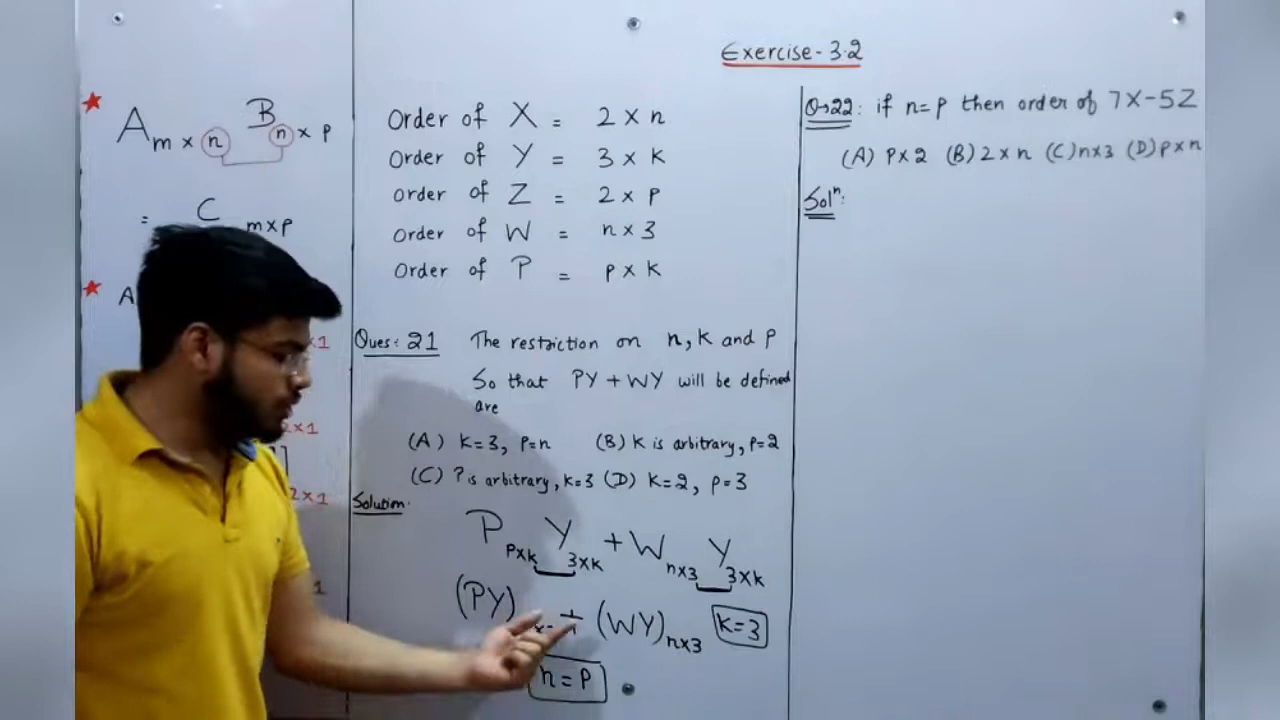 ★ A m × n B n × p
= C m×p
★ A
×1
2×1
]]
2×1
1
Order of X = 2 × n
Order of Y = 3 × k
Order of Z = 2 × p
Order of W = n × 3
Order of P = p × k
Ques: 21 The restriction on n, k and p
So that PY + WY will be defined
are
(A) k=3, p=n (B) k is arbitrary, p=2
(C) P is arbitrary, k=3 (D) k=2, p=3
Solution:
P p×k Y 3×k + W n×3 Y 3×k
(PY) + (WY) n×3 k=3
n=p
Exercise-3.2
Q→22: if n=p then order of 7X-5Z
(A) p×2 (B) 2×n (C) n×3 (D) p×n
Solⁿ: